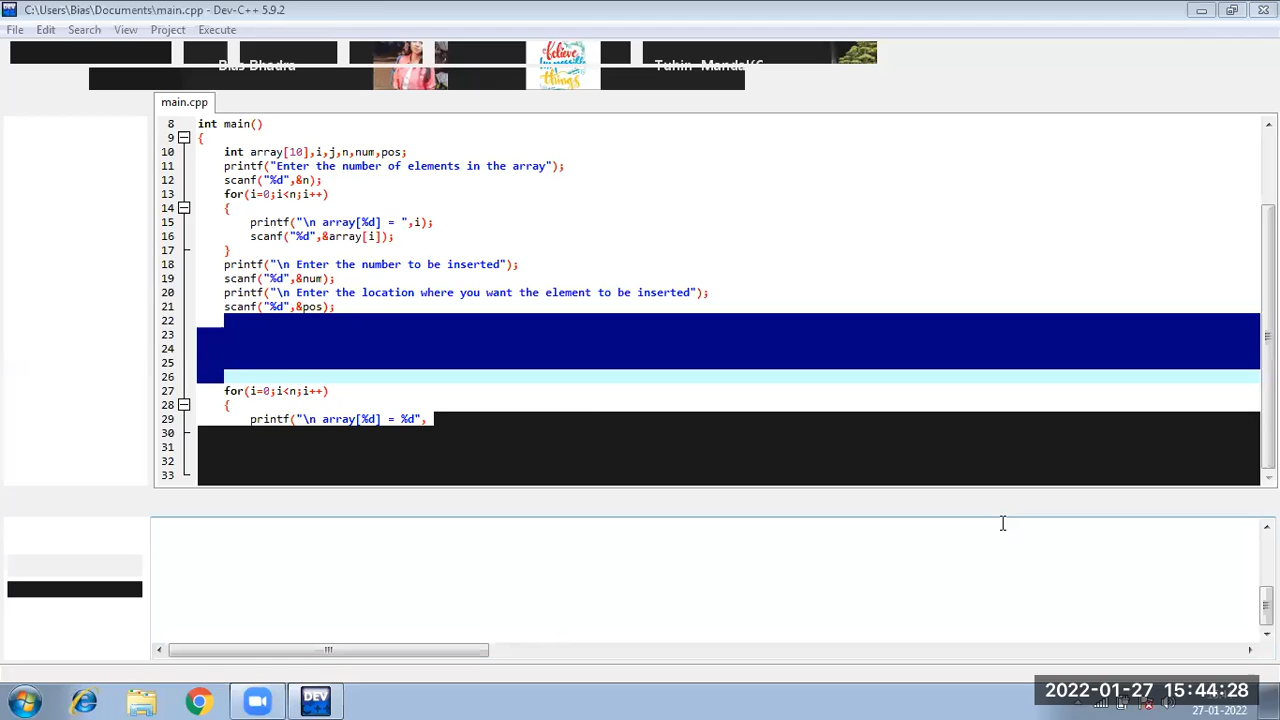 C:\Users\Bias\Documents\main.cpp - Dev-C++ 5.9.2
File Edit Search View Project Execute
believe
things
main.cpp
8 int main()
9 {
10 int array[10],i,j,n,num,pos;
11 printf("Enter the number of elements in the array");
12 scanf("%d",&n);
13 for(i=0;i<n;i++)
14 {
15 printf("\n array[%d] = ",i);
16 scanf("%d",&array[i]);
17 }
18 printf("\n Enter the number to be inserted");
19 scanf("%d",&num);
20 printf("\n Enter the location where you want the element to be inserted");
21 scanf("%d",&pos);
22
23
24
25
26
27 for(i=0;i<n;i++)
28 {
29 printf("\n array[%d] = %d",
30
31
32
33
DEV
2022-01-27 15:44:28
27-01-2022